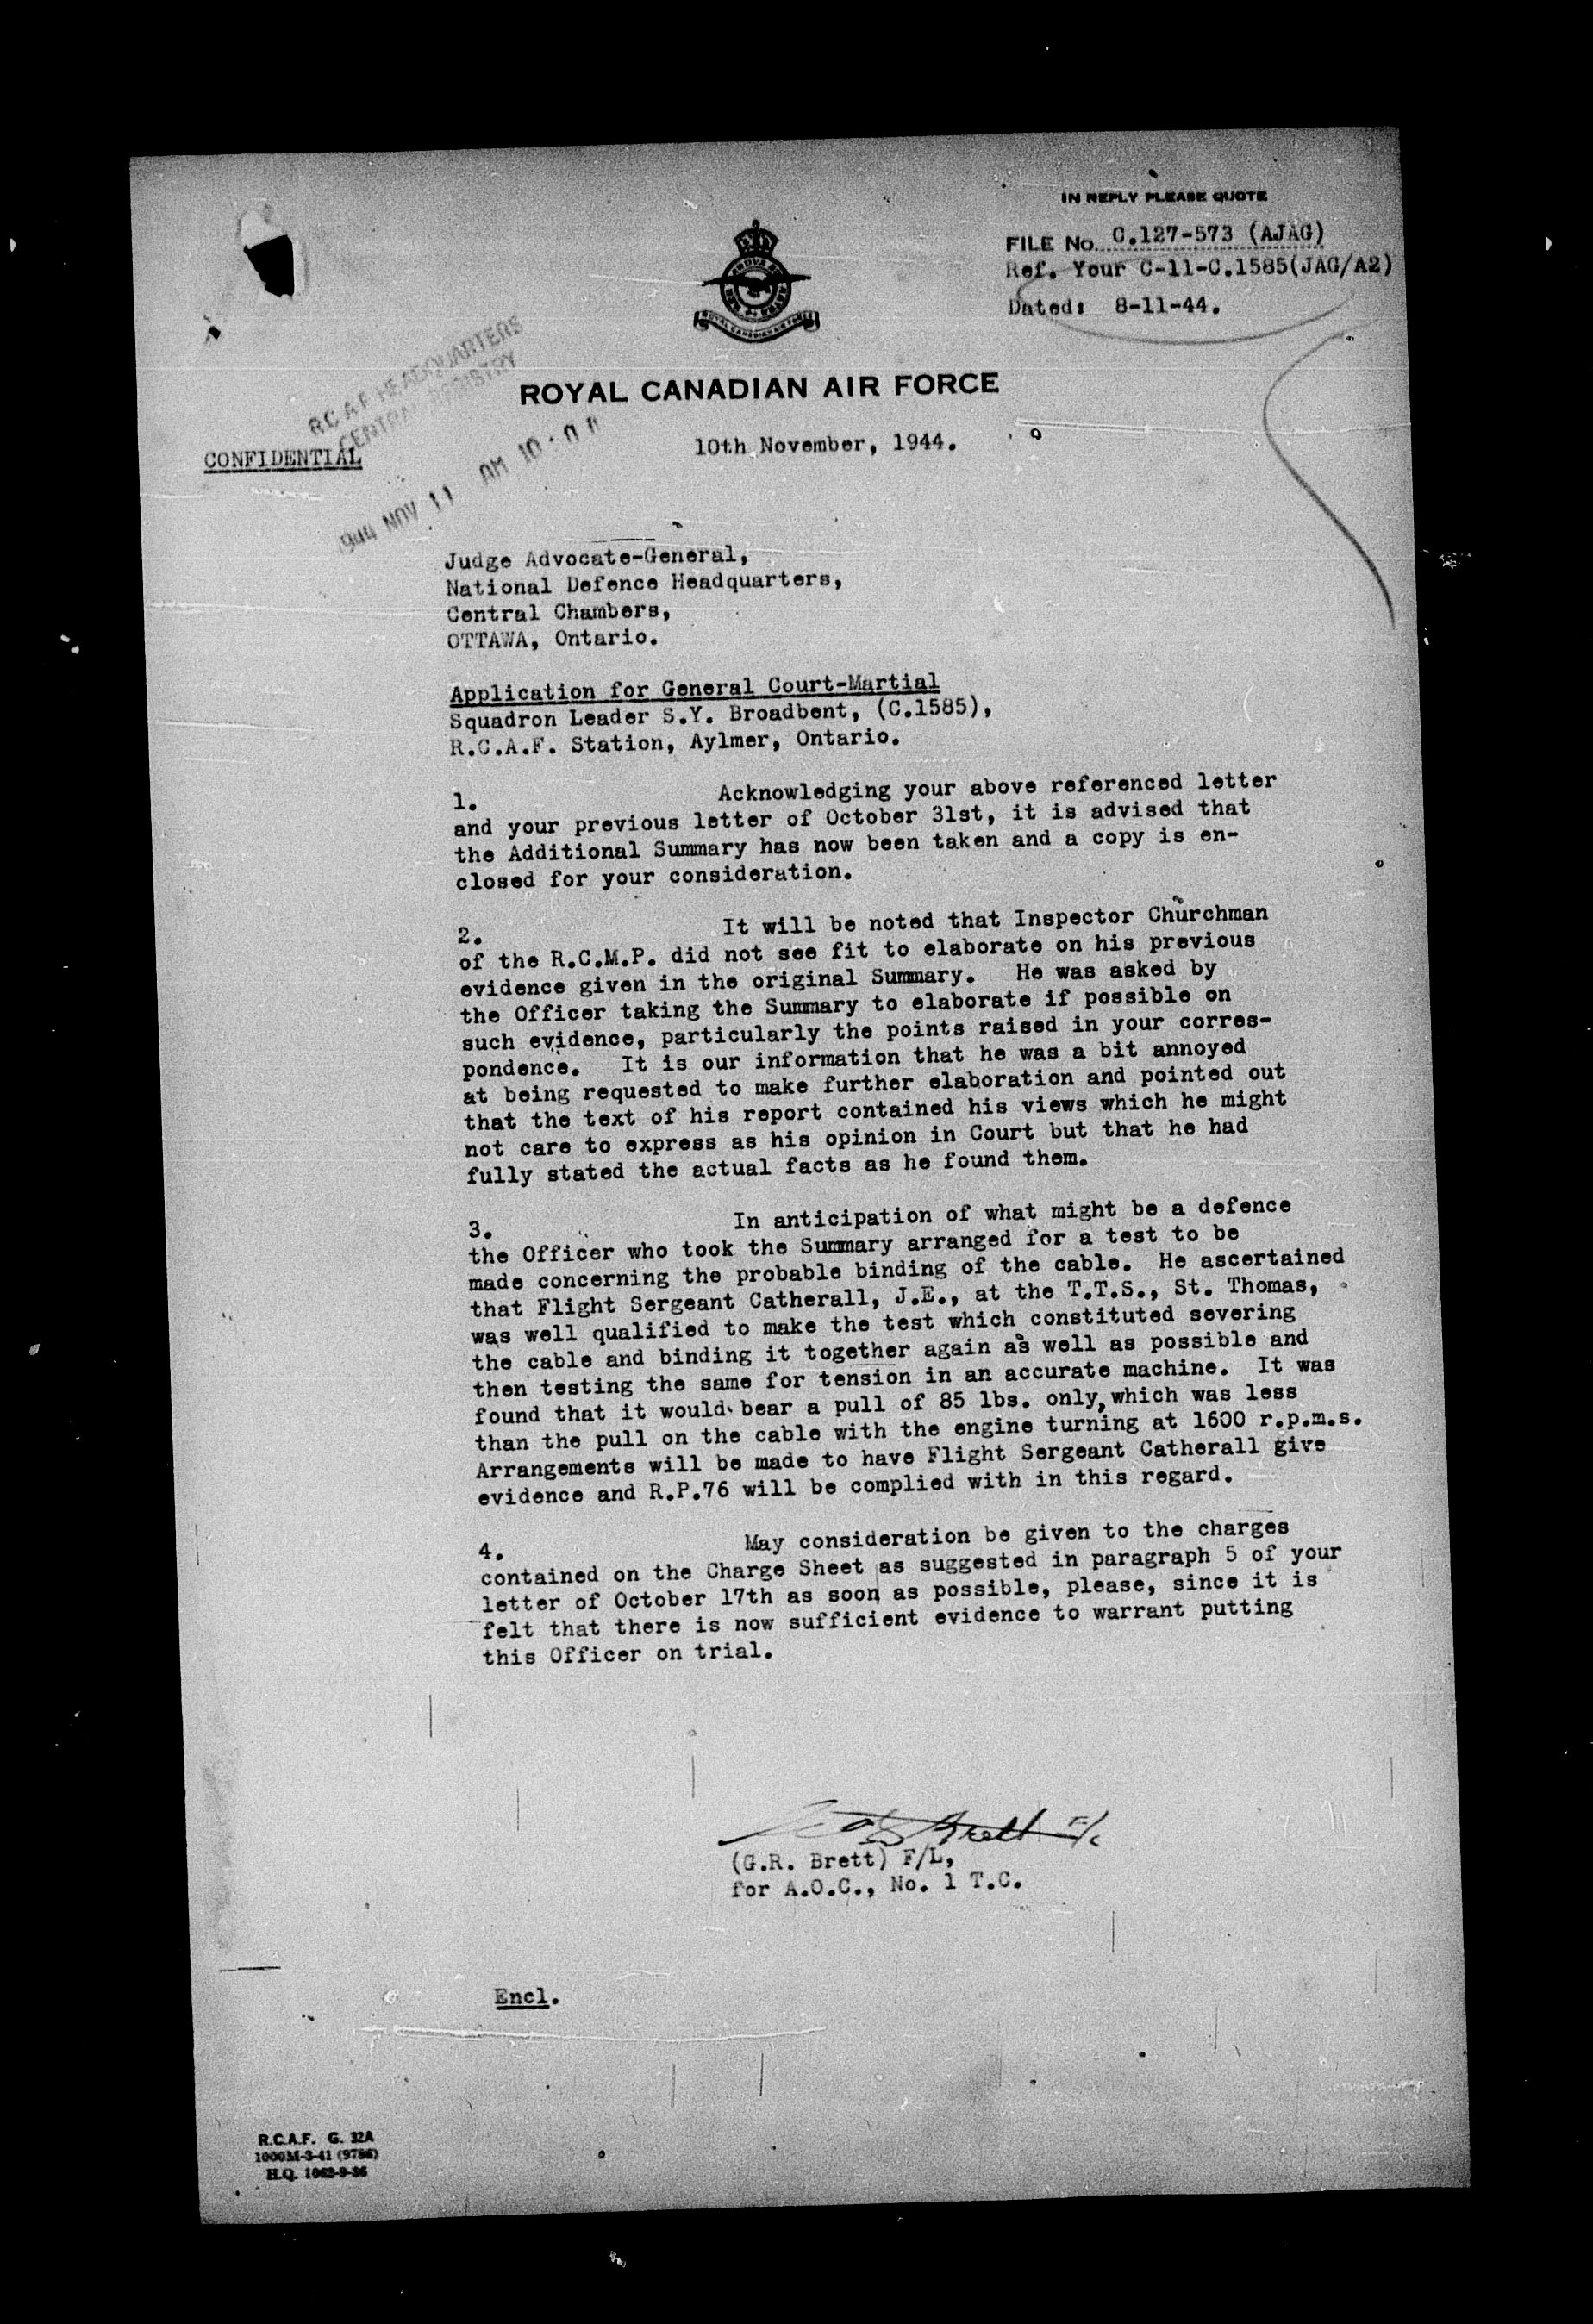 IN REPLY PLEASE QUOTE
FILE No. C.127-573 (AJAG)
Ref. Your C-11-C.1585(JAG/A2)
Dated: 8-11-44.
ROYAL CANADIAN AIR FORCE
R C A F HEADQUARTERS
CENTRAL REGISTRY
1944 NOV 11 AM 10
CONFIDENTIAL
10th November, 1944.
Judge Advocate-General,
National Defence Headquarters,
Central Chambers,
OTTAWA, Ontario.
Application for General Court-Martial
Squadron Leader S.Y. Broadbent, (C.1585),
R.C.A.F. Station, Aylmer, Ontario.
1. Acknowledging your above referenced letter
and your previous letter of October 31st, it is advised that
the Additional Summary has now been taken and a copy is en-
closed for your consideration.
2. It will be noted that Inspector Churchman
of the R.C.M.P. did not see fit to elaborate on his previous
evidence given in the original Summary. He was asked by
the Officer taking the Summary to elaborate if possible on
such evidence, particularly the points raised in your corres-
pondence. It is our information that he was a bit annoyed
at being requested to make further elaboration and pointed out
that the text of his report contained his views which he might
not care to express as his opinion in Court but that he had
fully stated the actual facts as he found them.
3. In anticipation of what might be a defence
the Officer who took the Summary arranged for a test to be
made concerning the probable binding of the cable. He ascertained
that Flight Sergeant Catherall, J.E., at the T.T.S., St. Thomas,
was well qualified to make the test which constituted severing
the cable and binding it together again as well as possible and
then testing the same for tension in an accurate machine. It was
found that it would bear a pull of 85 lbs. only, which was less
than the pull on the cable with the engine turning at 1600 r.p.m.s.
Arrangements will be made to have Flight Sergeant Catherall give
evidence and R.P.76 will be complied with in this regard.
4. May consideration be given to the charges
contained on the Charge Sheet as suggested in paragraph 5 of your
letter of October 17th as soon as possible, please, since it is
felt that there is now sufficient evidence to warrant putting
this Officer on trial.
Brett F/L
(G.R. Brett) F/L,
for A.O.C., No. 1 T.C.
Encl.
R.C.A.F. G. 32A
1000M-3-41 (9786)
H.Q. 1062-9-36